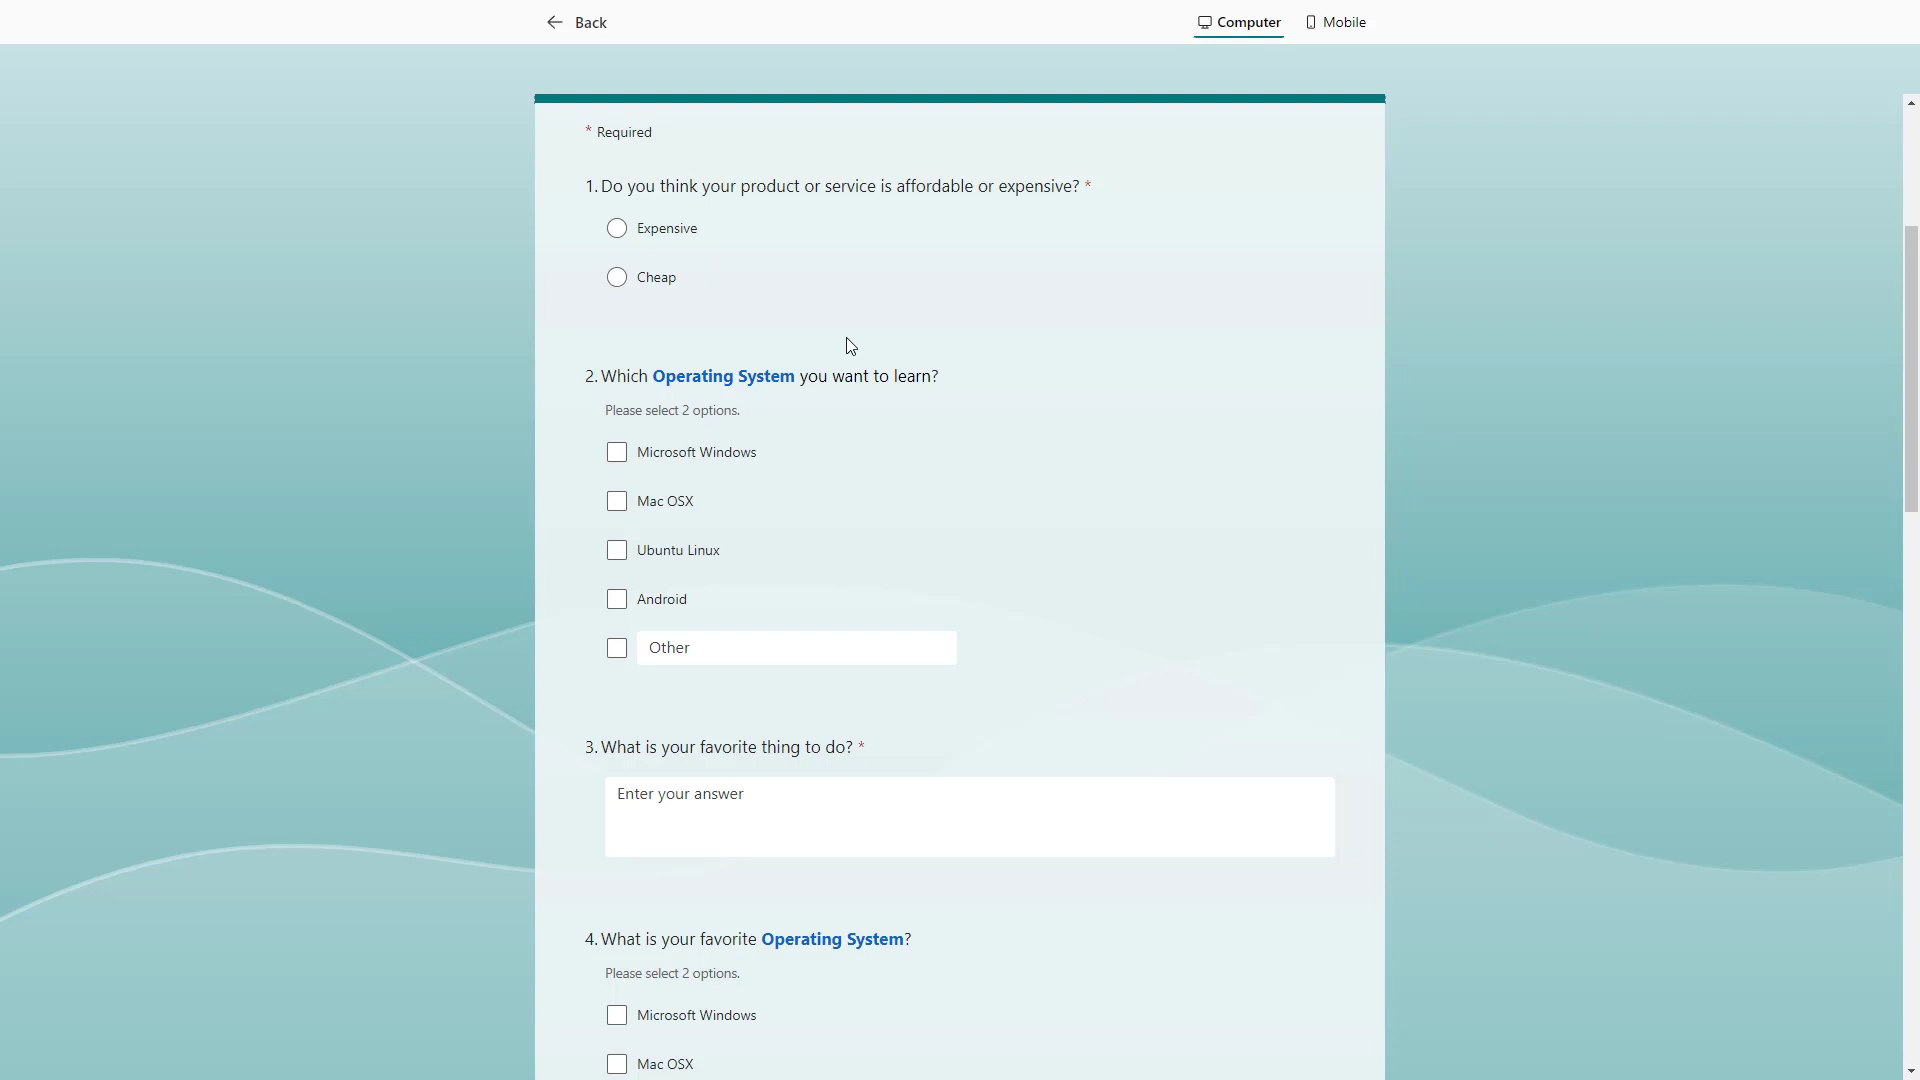 Back
Computer
Mobile
* Required
1. Do you think your product or service is affordable or expensive? *
Expensive
Cheap
2. Which Operating System you want to learn?
Please select 2 options.
Microsoft Windows
Mac OSX
Ubuntu Linux
Android
Other
3. What is your favorite thing to do? *
Enter your answer
4. What is your favorite Operating System?
Please select 2 options.
Microsoft Windows
Mac OSX